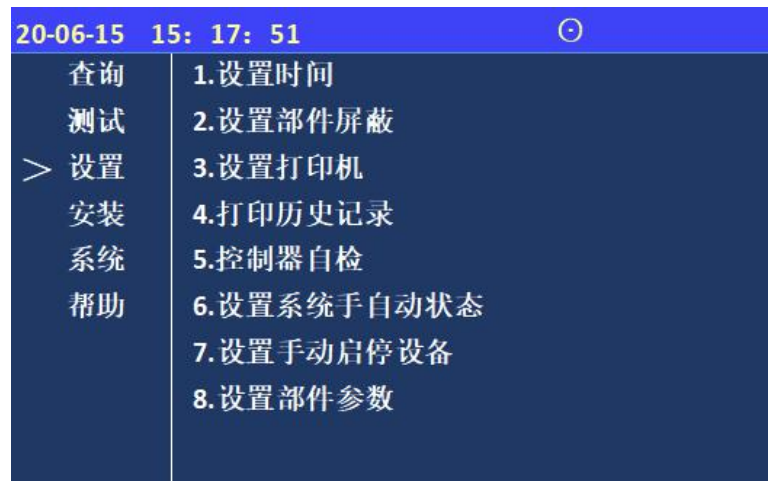 20-06-15 15：17：51
查询 1.设置时间
测试 2.设置部件屏蔽
> 设置 3.设置打印机
安装 4.打印历史记录
系统 5.控制器自检
帮助 6.设置系统手自动状态
7.设置手动启停设备
8.设置部件参数